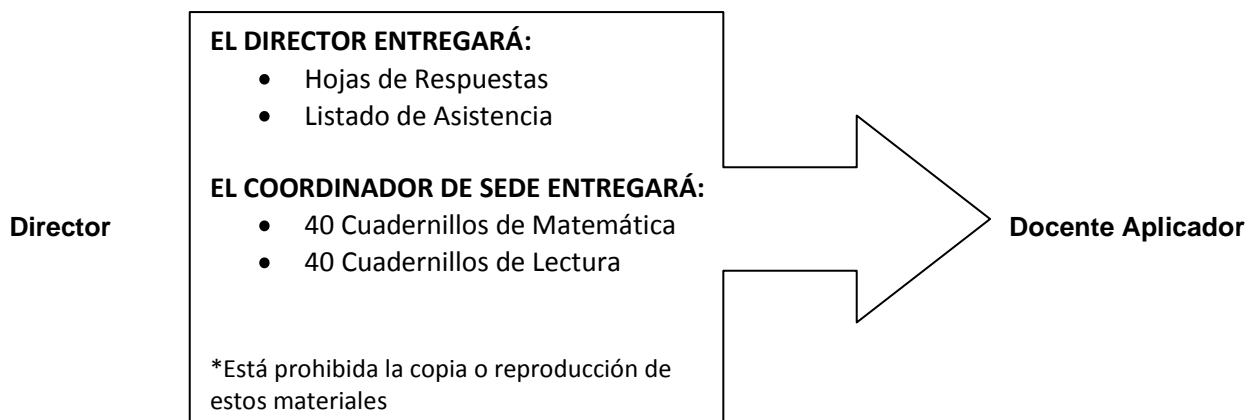 EL DIRECTOR ENTREGARÁ:
• Hojas de Respuestas
• Listado de Asistencia
EL COORDINADOR DE SEDE ENTREGARÁ:
• 40 Cuadernillos de Matemática
• 40 Cuadernillos de Lectura
Director
Docente Aplicador
*Está prohibida la copia o reproducción de
estos materiales